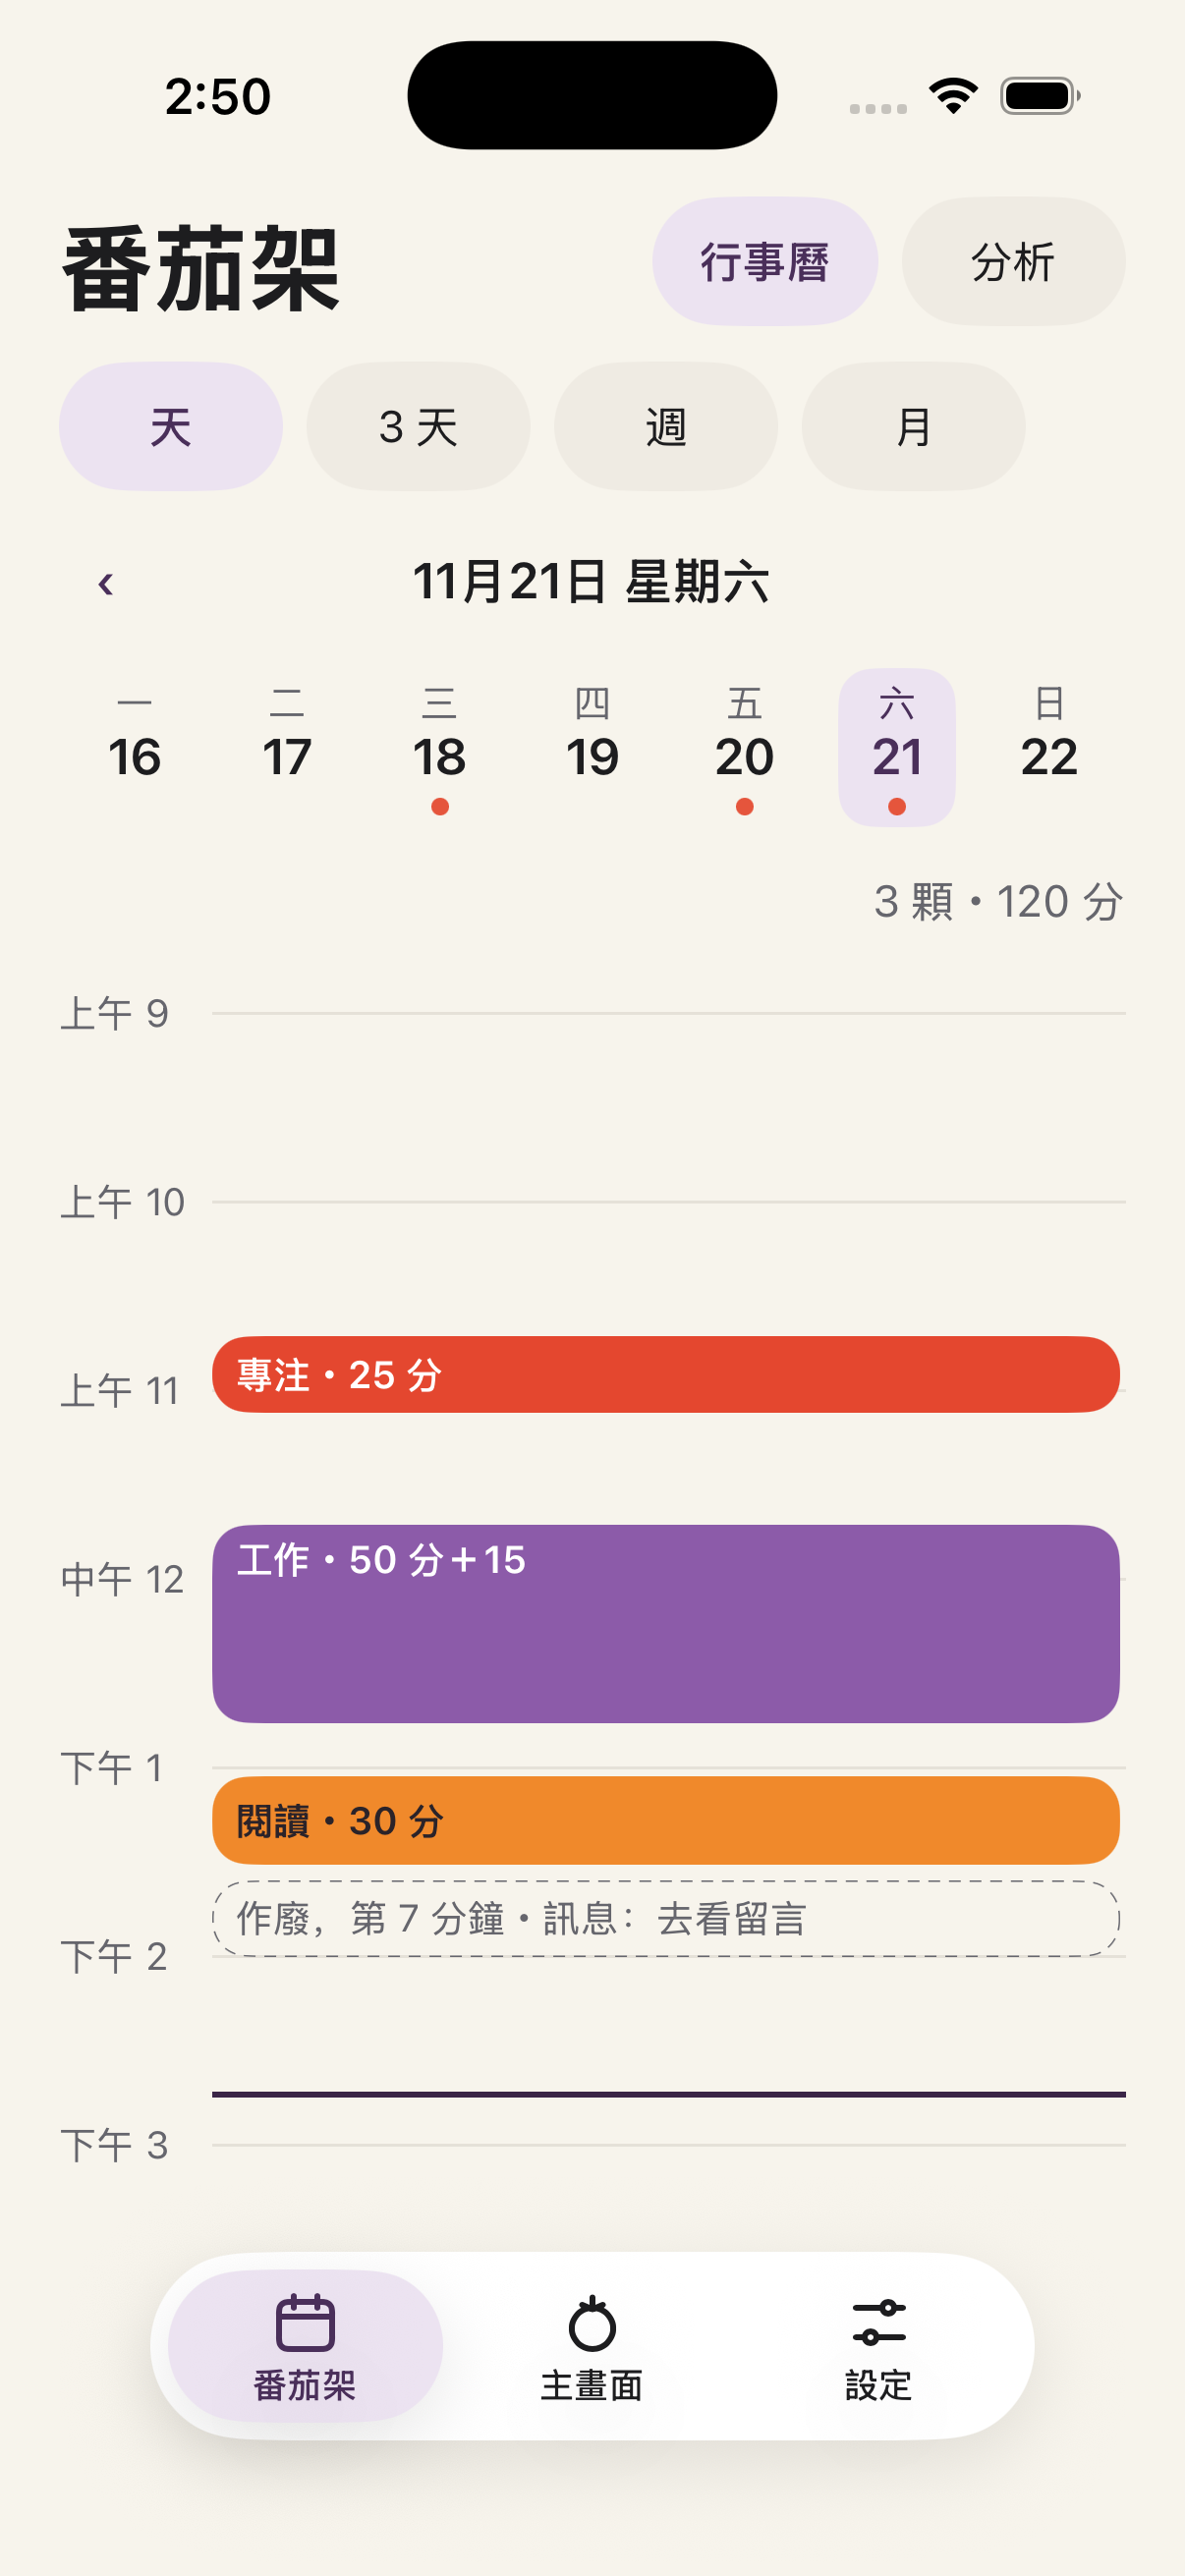 2:50
番茄架
行事曆
分析
天
3 天
週
月
‹
11月21日 星期六
一 二 三 四 五 六 日
16 17 18 19 20 21 22
3 顆・120 分
上午 9
上午 10
上午 11
專注・25 分
中午 12
工作・50 分+15
下午 1
閱讀・30 分
作廢，第 7 分鐘・訊息：去看留言
下午 2
下午 3
番茄架
主畫面
設定